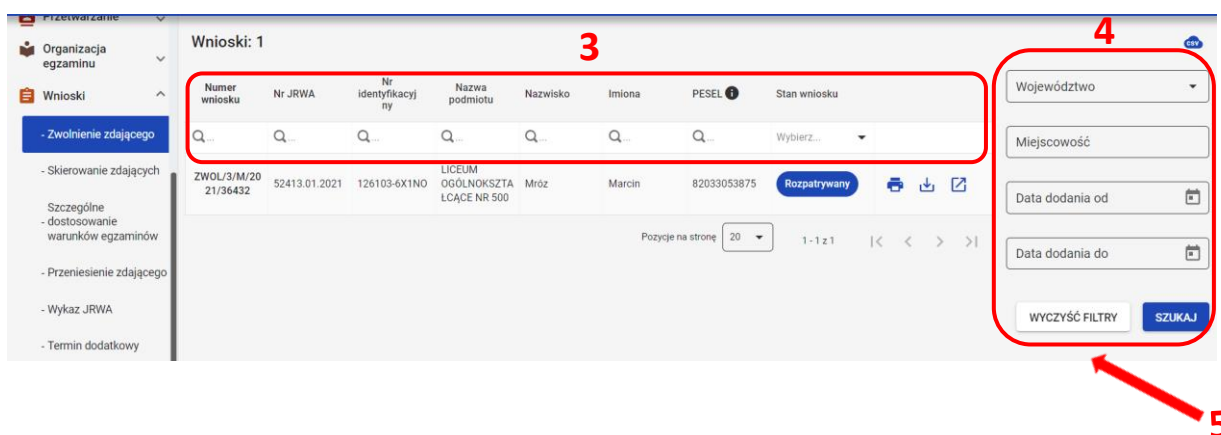 Przetwarzanie
Organizacja
egzaminu
Wnioski
- Zwolnienie zdającego
- Skierowanie zdających
Szczególne
- dostosowanie
warunków egzaminów
- Przeniesienie zdającego
- Wykaz JRWA
- Termin dodatkowy
Wnioski: 1
3
Numer
wniosku
Nr JRWA
Nr
identyfikacyj
ny
Nazwa
podmiotu
Nazwisko
Imiona
PESEL
Stan wniosku
...
...
...
...
...
...
...
Wybierz...
ZWOL/3/M/20
21/36432
52413.01.2021
126103-6X1NO
LICEUM
OGÓLNOKSZTA
ŁCĄCE NR 500
Mróz
Marcin
82033053875
Rozpatrywany
Pozycje na stronę 20
1 - 1 z 1
4
csv
Województwo
Miejscowość
Data dodania od
Data dodania do
WYCZYŚĆ FILTRY
SZUKAJ
5